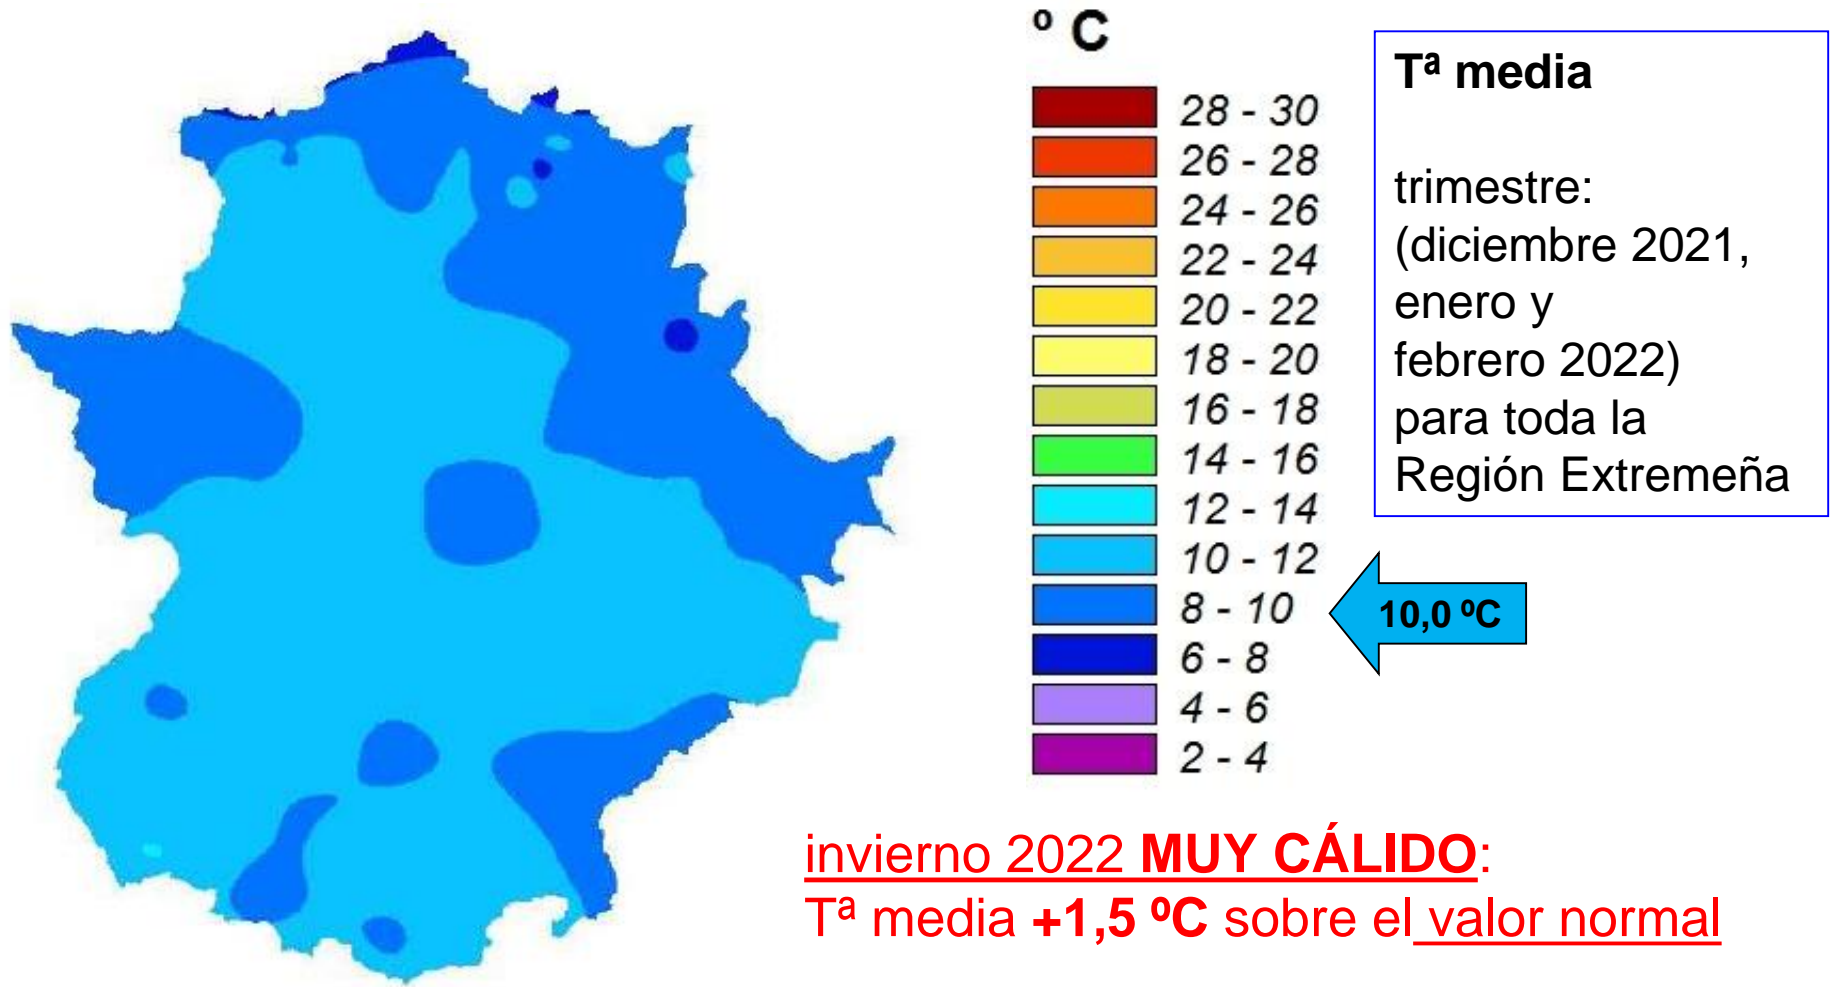 º C
28 - 30
26 - 28
24 - 26
22 - 24
20 - 22
18 - 20
16 - 18
14 - 16
12 - 14
10 - 12
8 - 10
6 - 8
4 - 6
2 - 4
Tª media
trimestre:
(diciembre 2021,
enero y
febrero 2022)
para toda la
Región Extremeña
10,0 ºC
invierno 2022 MUY CÁLIDO:
Tª media +1,5 ºC sobre el valor normal